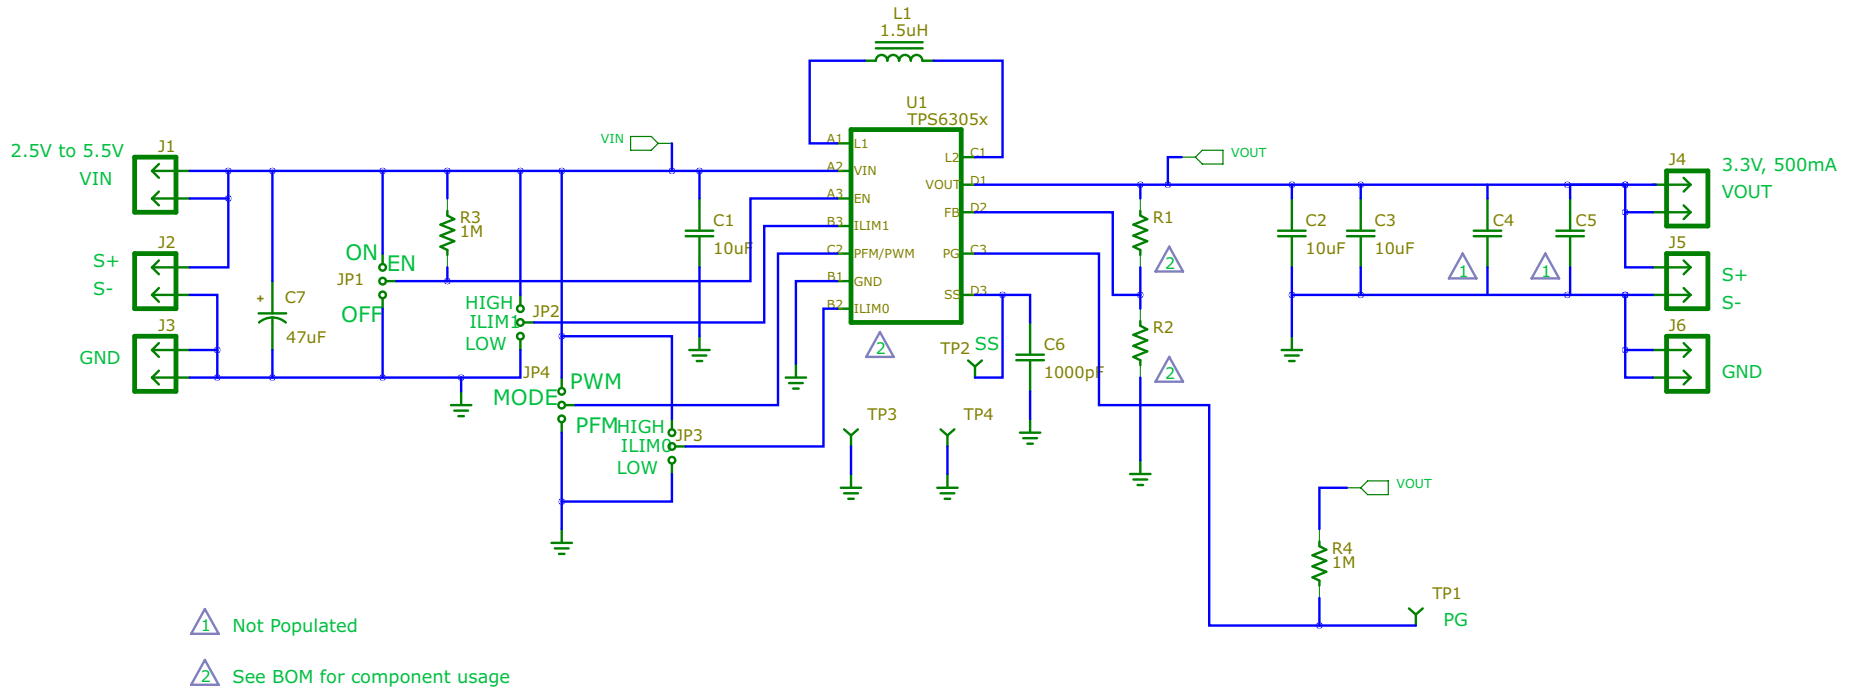 L1
1.5uH
U1
TPS6305x
2.5V to 5.5V
VIN
J1
J2
S+
S-
J3
GND
C7
+
47uF
ON
EN
JP1
OFF
R3
1M
HIGH
ILIM1
LOW
JP2
JP4
PWM
MODE
PFM
HIGH
ILIM0
LOW
JP3
VIN
C1
10uF
A1
L1
A2
VIN
A3
EN
B3
ILIM1
C2
PFM/PWM
B1
GND
B2
ILIM0
C1
L2
D1
VOUT
D2
FB
C3
PG
D3
SS
2
TP2
SS
C6
1000pF
TP3
TP4
VOUT
R1
2
R2
2
C2
10uF
C3
10uF
C4
1
C5
1
J4
3.3V, 500mA
VOUT
J5
S+
S-
J6
GND
VOUT
R4
1M
TP1
PG
1 Not Populated
2 See BOM for component usage